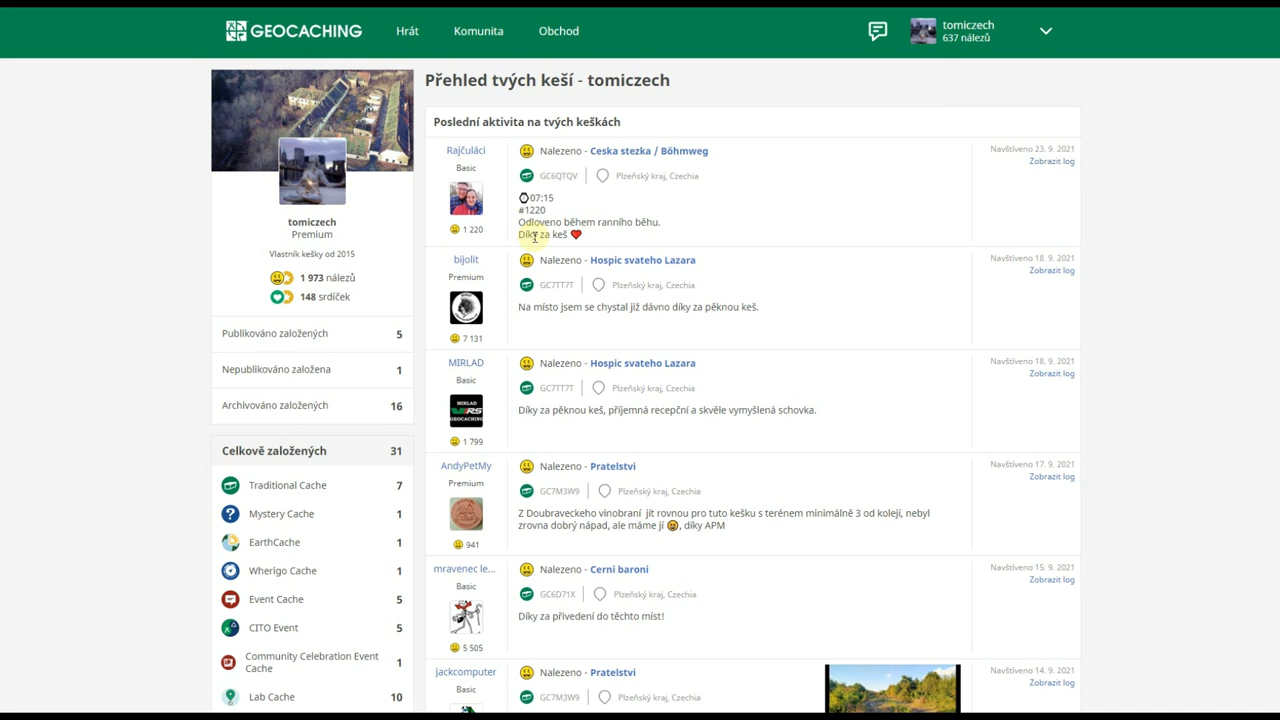 GEOCACHING
Hrát
Komunita
Obchod
tomiczech
637 nálezů
tomiczech
Premium
Vlastník kešky od 2015
1 973 nálezů
148 srdíček
Publikováno založených 5
Nepublikováno založena 1
Archivováno založených 16
Celkově založených 31
Traditional Cache 7
Mystery Cache 1
EarthCache 1
Wherigo Cache 1
Event Cache 5
CITO Event 5
Community Celebration Event
Cache 1
Lab Cache 10
Přehled tvých keší - tomiczech
Poslední aktivita na tvých keškách
Rajčuláci
Basic
1 220
Nalezeno - Ceska stezka / Böhmweg
GC6QTQV
Plzeňský kraj, Czechia
07:15
#1220
Odloveno během ranního běhu.
Díky za keš ❤
Navštíveno 23. 9. 2021
Zobrazit log
bijolit
Premium
7 131
Nalezeno - Hospic svateho Lazara
GC7TT7T
Plzeňský kraj, Czechia
Na místo jsem se chystal již dávno díky za pěknou keš.
Navštíveno 18. 9. 2021
Zobrazit log
MIRLAD
Basic
MIRLAD
GEOCACHING
1 799
Nalezeno - Hospic svateho Lazara
GC7TT7T
Plzeňský kraj, Czechia
Díky za pěknou keš, příjemná recepční a skvěle vymyšlená schovka.
Navštíveno 18. 9. 2021
Zobrazit log
AndyPetMy
Premium
941
Nalezeno - Pratelstvi
GC7M3W9
Plzeňský kraj, Czechia
Z Doubraveckeho vinobraní jít rovnou pro tuto kešku s terénem minimálně 3 od kolejí, nebyl
zrovna dobrý nápad, ale máme jí 😄, díky APM
Navštíveno 17. 9. 2021
Zobrazit log
mravenec le...
Basic
5 505
Nalezeno - Cerni baroni
GC6D71X
Plzeňský kraj, Czechia
Díky za přivedení do těchto míst!
Navštíveno 15. 9. 2021
Zobrazit log
jackcomputer
Basic
Nalezeno - Pratelstvi
GC7M3W9
Plzeňský kraj, Czechia
Navštíveno 14. 9. 2021
Zobrazit log